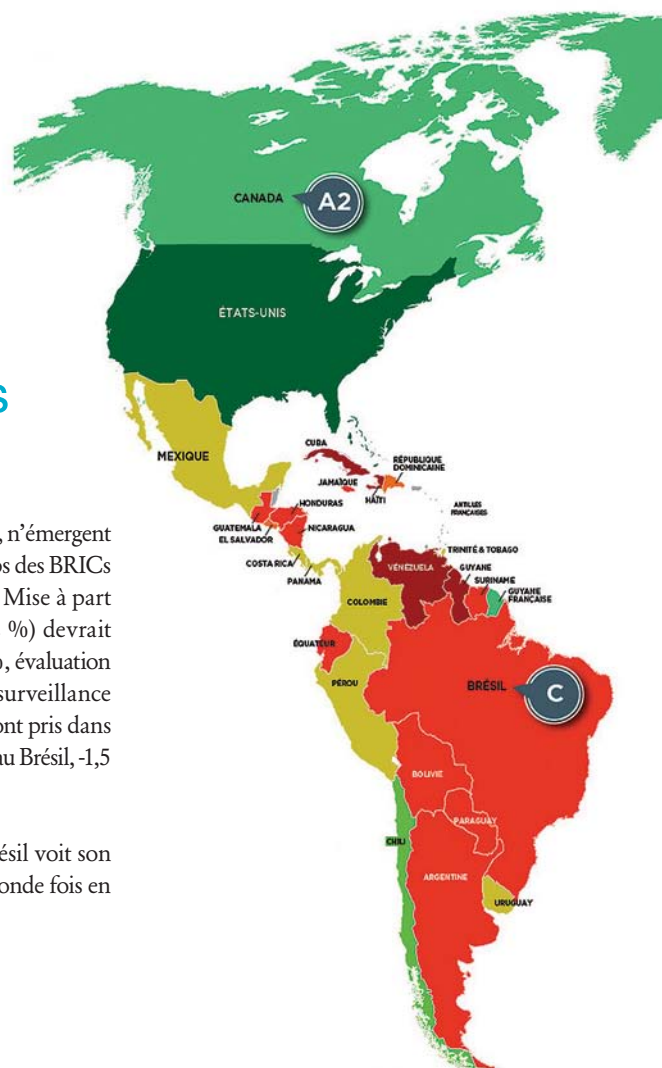 CANADA
A2
ÉTATS-UNIS
S
MEXIQUE
CUBA
RÉPUBLIQUE
DOMINICAINE
JAMAÏQUE
HAÏTI
HONDURAS
ANTILLES
FRANÇAISES
GUATEMALA
EL SALVADOR
NICARAGUA
COSTA RICA
PANAMA
TRINITÉ & TOBAGO
VÉNÉZUELA
GUYANE
SURINAME
GUYANE
FRANÇAISE
COLOMBIE
ÉQUATEUR
PÉROU
BRÉSIL
C
BOLIVIE
PARAGUAY
CHILI
ARGENTINE
URUGUAY
, n’émergent
os des BRICs
Mise à part
%) devrait
, évaluation
surveillance
ont pris dans
au Brésil, -1,5
ésil voit son
onde fois en